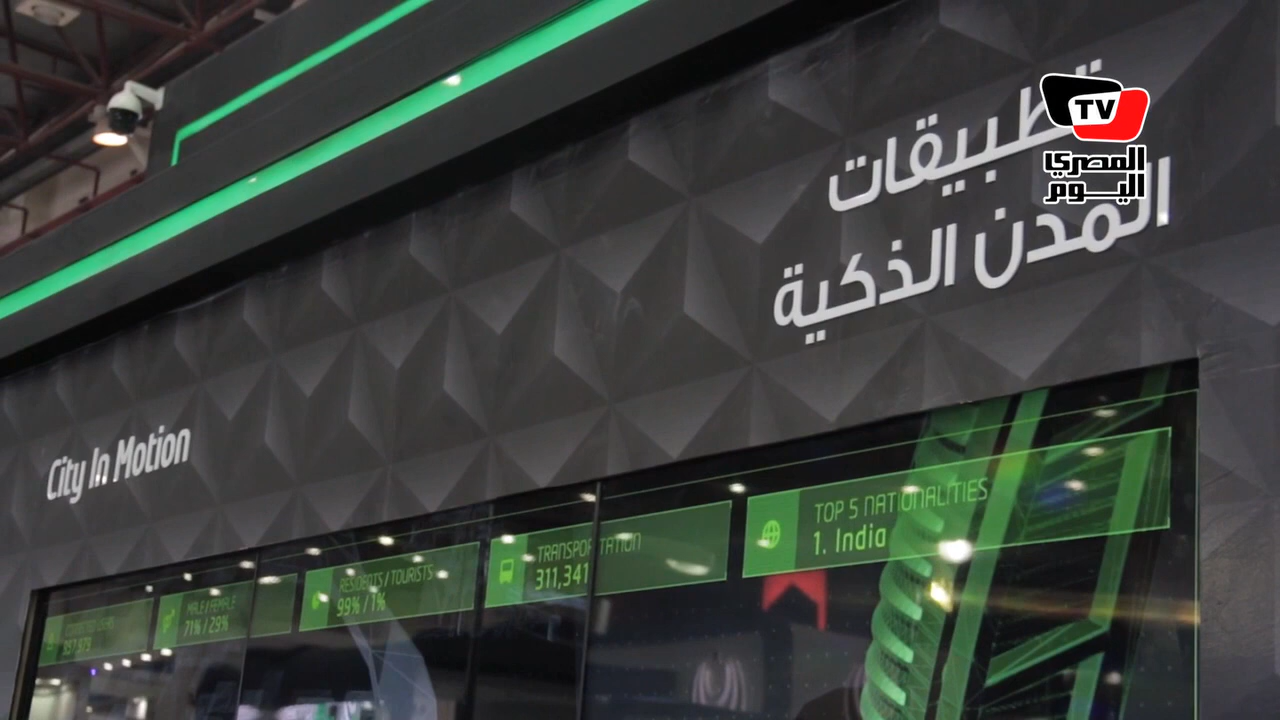 TV
المصري
اليوم
تطبيقات
المدن الذكية
City In Motion
TOP 5 NATIONALITIES
1. India
TRANSPORTATION
311,341
RESIDENTS / TOURISTS
99% / 1%
MALE / FEMALE
71% / 29%